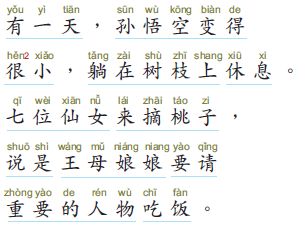 yǒu yì tiān sūn wù kōng biàn de
有一天，孙悟空变得
hěn2 xiǎo tǎng zài shù zhī shang xiū xi
很小，躺在树枝上休息。
qī wèi xiān nǚ lái zhāi táo zi
七位仙女来摘桃子，
shuō shì wáng mǔ niáng niang yào qǐng
说是王母娘娘要请
zhòng yào de rén wù chī fàn
重要的人物吃饭。